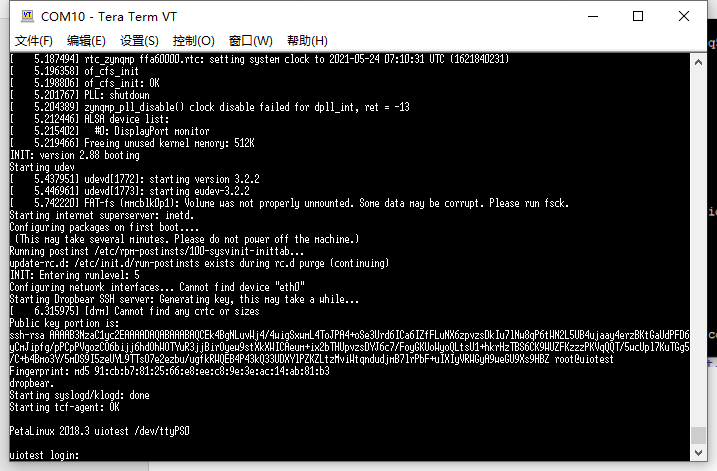 COM10 - Tera Term VT
文件(F) 编辑(E) 设置(S) 控制(O) 窗口(W) 帮助(H)
[    5.187494] rtc_zynqmp ffa60000.rtc: setting system clock to 2021-05-24 07:10:31 UTC (1621840231)
[    5.196358] of_cfs_init
[    5.198806] of_cfs_init: OK
[    5.201767] PLL: shutdown
[    5.204389] zynqmp_pll_disable() clock disable failed for dpll_int, ret = -13
[    5.212446] ALSA device list:
[    5.215402]   #0: DisplayPort monitor
[    5.219466] Freeing unused kernel memory: 512K
INIT: version 2.88 booting
Starting udev
[    5.437951] udevd[1772]: starting version 3.2.2
[    5.446961] udevd[1773]: starting eudev-3.2.2
[    5.742220] FAT-fs (mmcblk0p1): Volume was not properly unmounted. Some data may be corrupt. Please run fsck.
Starting internet superserver: inetd.
Configuring packages on first boot....
 (This may take several minutes. Please do not power off the machine.)
Running postinst /etc/rpm-postinsts/100-sysvinit-inittab...
update-rc.d: /etc/init.d/run-postinsts exists during rc.d purge (continuing)
INIT: Entering runlevel: 5
Configuring network interfaces... Cannot find device "eth0"
Starting Dropbear SSH server: Generating key, this may take a while...
[    6.315975] [drm] Cannot find any crtc or sizes
Public key portion is:
ssh-rsa
root@uiotest
Fingerprint: md5 91:cb:b7:81:25:66:e8:ee:c8:9e:3e:ac:14:ab:81:b3
dropbear.
Starting syslogd/klogd: done
Starting tcf-agent: OK
PetaLinux 2018.3 uiotest /dev/ttyPS0
uiotest login: